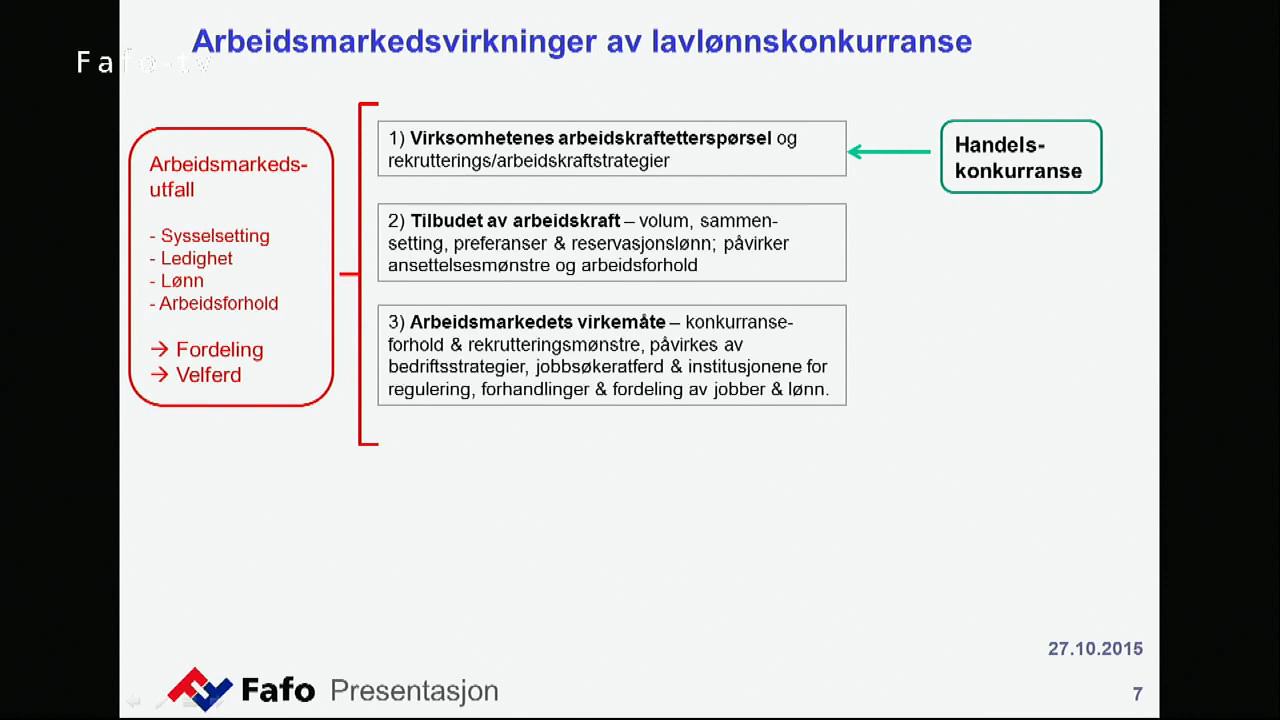 Arbeidsmarkedsvirkninger av lavlønnskonkurranse
Fafo-tv
Arbeidsmarkeds-
utfall
- Sysselsetting
- Ledighet
- Lønn
- Arbeidsforhold
→ Fordeling
→ Velferd
1) Virksomhetenes arbeidskraftetterspørsel og
rekrutterings/arbeidskraftstrategier
2) Tilbudet av arbeidskraft – volum, sammen-
setting, preferanser & reservasjonslønn; påvirker
ansettelsesmønstre og arbeidsforhold
3) Arbeidsmarkedets virkemåte – konkurranse-
forhold & rekrutteringsmønstre, påvirkes av
bedriftsstrategier, jobbsøkeratferd & institusjonene for
regulering, forhandlinger & fordeling av jobber & lønn.
Handels-
konkurranse
27.10.2015
Fafo Presentasjon
7